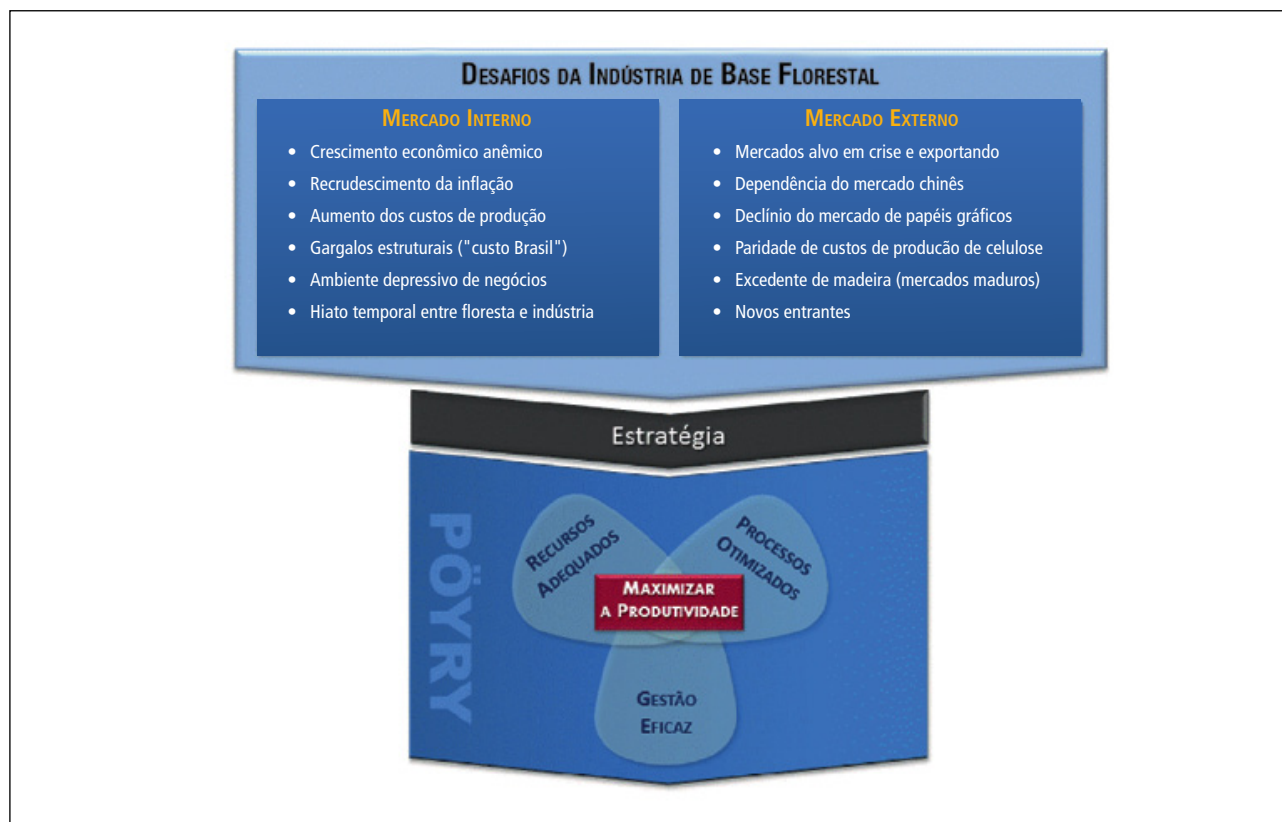 DESAFIOS DA INDÚSTRIA DE BASE FLORESTAL
MERCADO INTERNO
• Crescimento econômico anêmico
• Recrudescimento da inflação
• Aumento dos custos de produção
• Gargalos estruturais ("custo Brasil")
• Ambiente depressivo de negócios
• Hiato temporal entre floresta e indústria
MERCADO EXTERNO
• Mercados alvo em crise e exportando
• Dependência do mercado chinês
• Declínio do mercado de papéis gráficos
• Paridade de custos de producão de celulose
• Excedente de madeira (mercados maduros)
• Novos entrantes
Estratégia
PÖYRY
RECURSOS
ADEQUADOS
PROCESSOS
OTIMIZADOS
MAXIMIZAR
A PRODUTIVIDADE
GESTÃO
EFICAZ